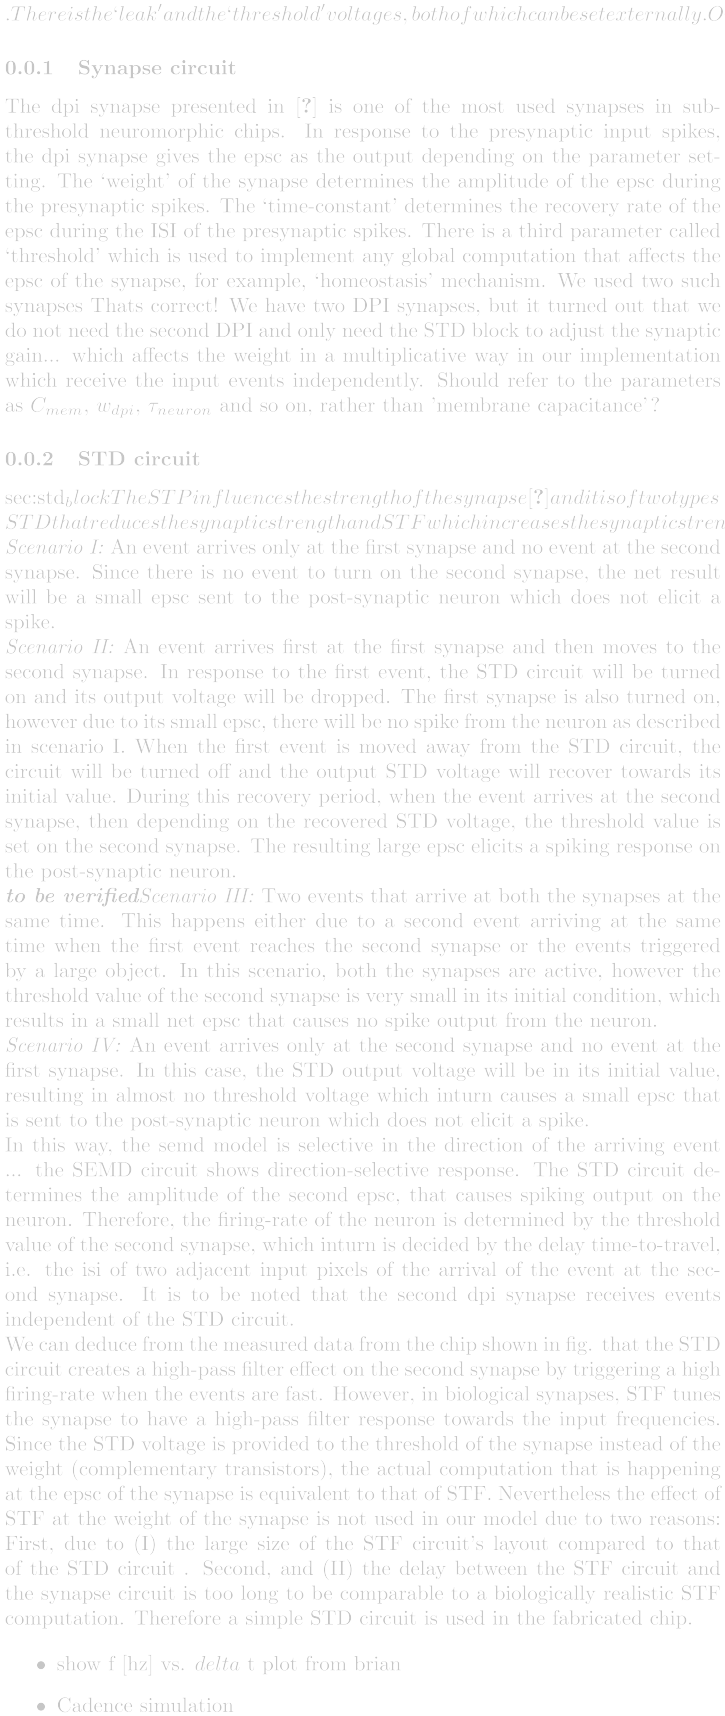 .Thereisthe‘leak′andthe‘threshold′voltages,bothofwhichcanbesetexternally.O
0.0.1 Synapse circuit
The dpi synapse presented in [?] is one of the most used synapses in sub-
threshold neuromorphic chips. In response to the presynaptic input spikes,
the dpi synapse gives the epsc as the output depending on the parameter set-
ting. The ‘weight’ of the synapse determines the amplitude of the epsc during
the presynaptic spikes. The ‘time-constant’ determines the recovery rate of the
epsc during the ISI of the presynaptic spikes. There is a third parameter called
‘threshold’ which is used to implement any global computation that affects the
epsc of the synapse, for example, ‘homeostasis’ mechanism. We used two such
synapses Thats correct! We have two DPI synapses, but it turned out that we
do not need the second DPI and only need the STD block to adjust the synaptic
gain... which affects the weight in a multiplicative way in our implementation
which receive the input events independently. Should refer to the parameters
as C_{mem}, w_{dpi}, τ_{neuron} and so on, rather than ’membrane capacitance’?
0.0.2 STD circuit
sec:std_blockTheSTPinfluencesthestrengthofthesynapse[?]anditisoftwotypes
STDthatreducesthesynapticstrengthandSTFwhichincreasesthesynapticstren
Scenario I: An event arrives only at the first synapse and no event at the second
synapse. Since there is no event to turn on the second synapse, the net result
will be a small epsc sent to the post-synaptic neuron which does not elicit a
spike.
Scenario II: An event arrives first at the first synapse and then moves to the
second synapse. In response to the first event, the STD circuit will be turned
on and its output voltage will be dropped. The first synapse is also turned on,
however due to its small epsc, there will be no spike from the neuron as described
in scenario I. When the first event is moved away from the STD circuit, the
circuit will be turned off and the output STD voltage will recover towards its
initial value. During this recovery period, when the event arrives at the second
synapse, then depending on the recovered STD voltage, the threshold value is
set on the second synapse. The resulting large epsc elicits a spiking response on
the post-synaptic neuron.
to be verifiedScenario III: Two events that arrive at both the synapses at the
same time. This happens either due to a second event arriving at the same
time when the first event reaches the second synapse or the events triggered
by a large object. In this scenario, both the synapses are active, however the
threshold value of the second synapse is very small in its initial condition, which
results in a small net epsc that causes no spike output from the neuron.
Scenario IV: An event arrives only at the second synapse and no event at the
first synapse. In this case, the STD output voltage will be in its initial value,
resulting in almost no threshold voltage which inturn causes a small epsc that
is sent to the post-synaptic neuron which does not elicit a spike.
In this way, the semd model is selective in the direction of the arriving event
... the SEMD circuit shows direction-selective response. The STD circuit de-
termines the amplitude of the second epsc, that causes spiking output on the
neuron. Therefore, the firing-rate of the neuron is determined by the threshold
value of the second synapse, which inturn is decided by the delay time-to-travel,
i.e. the isi of two adjacent input pixels of the arrival of the event at the sec-
ond synapse. It is to be noted that the second dpi synapse receives events
independent of the STD circuit.
We can deduce from the measured data from the chip shown in fig. that the STD
circuit creates a high-pass filter effect on the second synapse by triggering a high
firing-rate when the events are fast. However, in biological synapses, STF tunes
the synapse to have a high-pass filter response towards the input frequencies.
Since the STD voltage is provided to the threshold of the synapse instead of the
weight (complementary transistors), the actual computation that is happening
at the epsc of the synapse is equivalent to that of STF. Nevertheless the effect of
STF at the weight of the synapse is not used in our model due to two reasons:
First, due to (I) the large size of the STF circuit’s layout compared to that
of the STD circuit . Second, and (II) the delay between the STF circuit and
the synapse circuit is too long to be comparable to a biologically realistic STF
computation. Therefore a simple STD circuit is used in the fabricated chip.
• show f [hz] vs. delta t plot from brian
• Cadence simulation